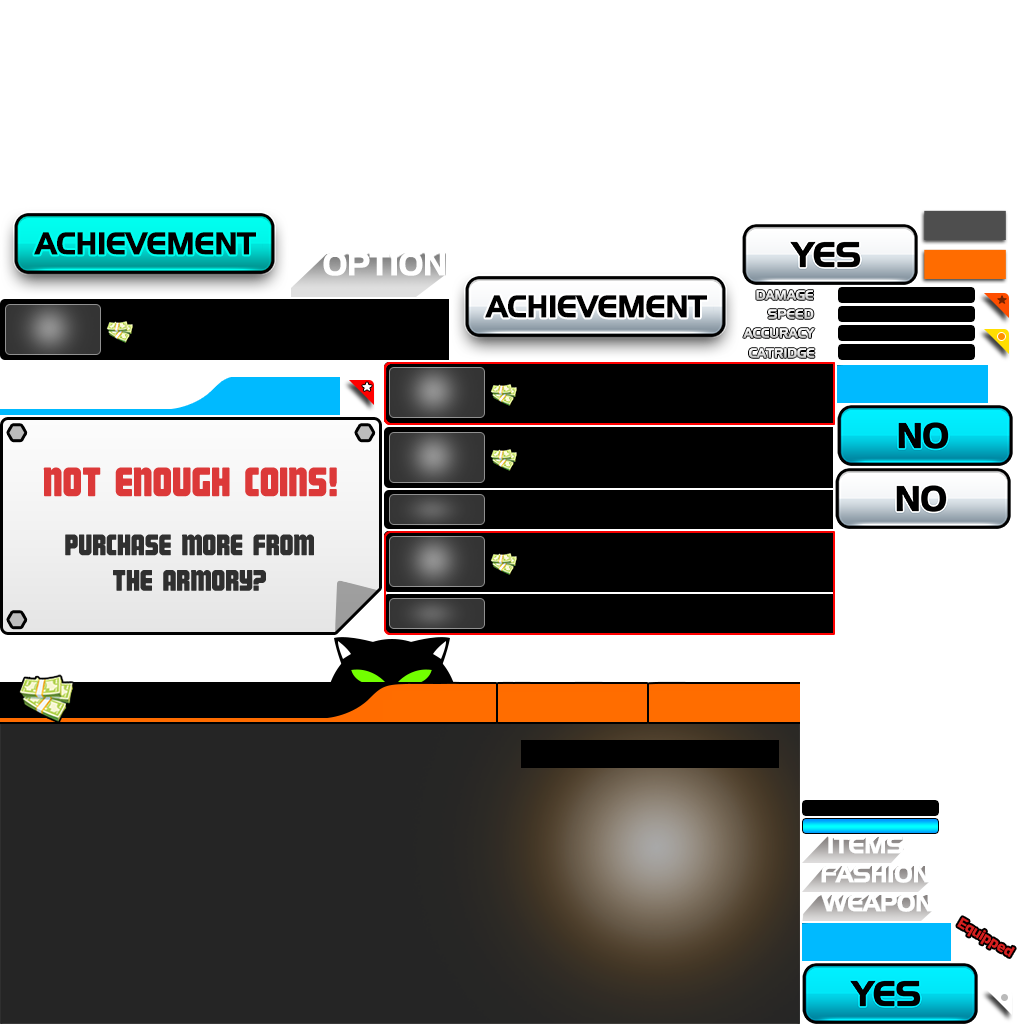 ACHIEVEMENT
OPTION
YES
ACHIEVEMENT
DAMAGE
SPEED
ACCURACY
CATRIDGE
NO
NO
NOT ENOUGH COINS!
PURCHASE MORE FROM
THE ARMORY?
ITEMS
FASHION
WEAPON
Equipped
YES